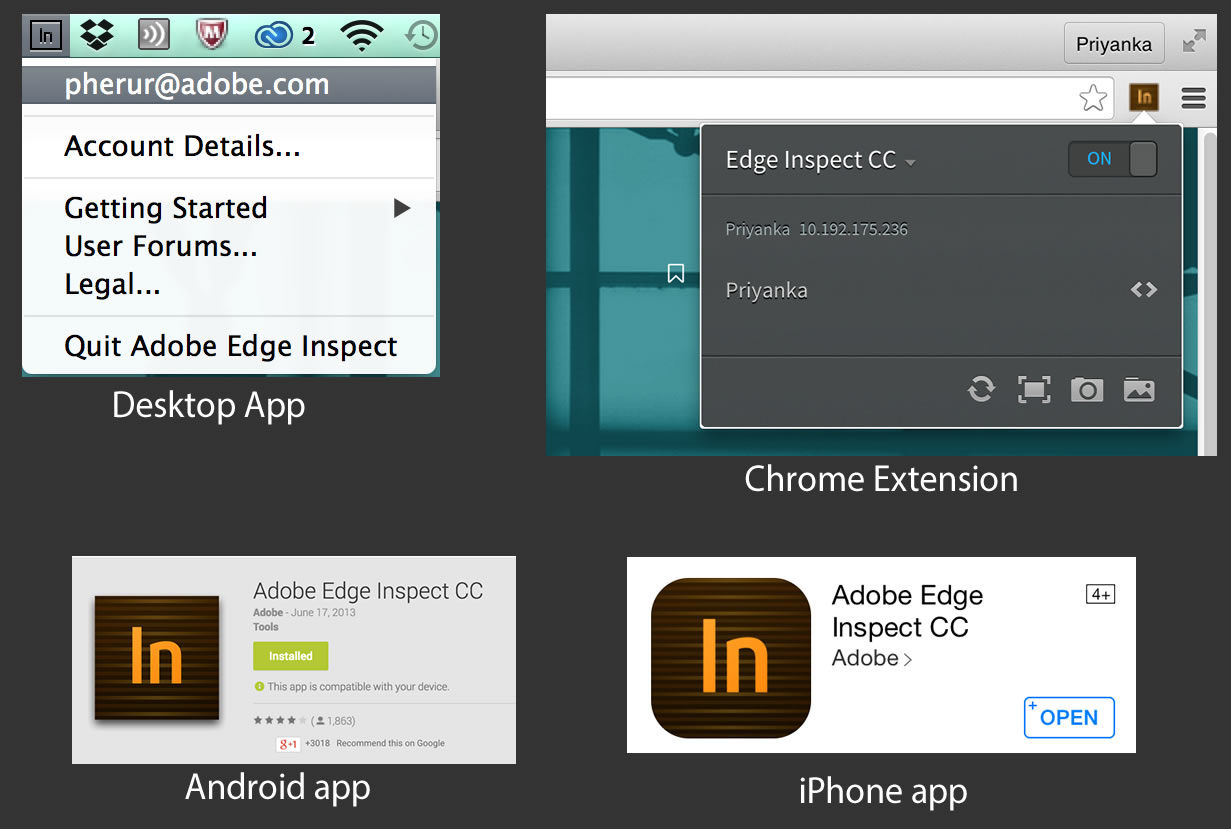 In
2
pherur@adobe.com
Account Details...
Getting Started
User Forums...
Legal...
Quit Adobe Edge Inspect
Desktop App
Priyanka
In
Edge Inspect CC
ON
Priyanka 10.192.175.236
Priyanka
Chrome Extension
In
Adobe Edge Inspect CC
Adobe - June 17, 2013
Tools
Installed
This app is compatible with your device.
(1,863)
g+1 +3018 Recommend this on Google
Android app
In
Adobe Edge
Inspect CC
Adobe >
4+
+OPEN
iPhone app